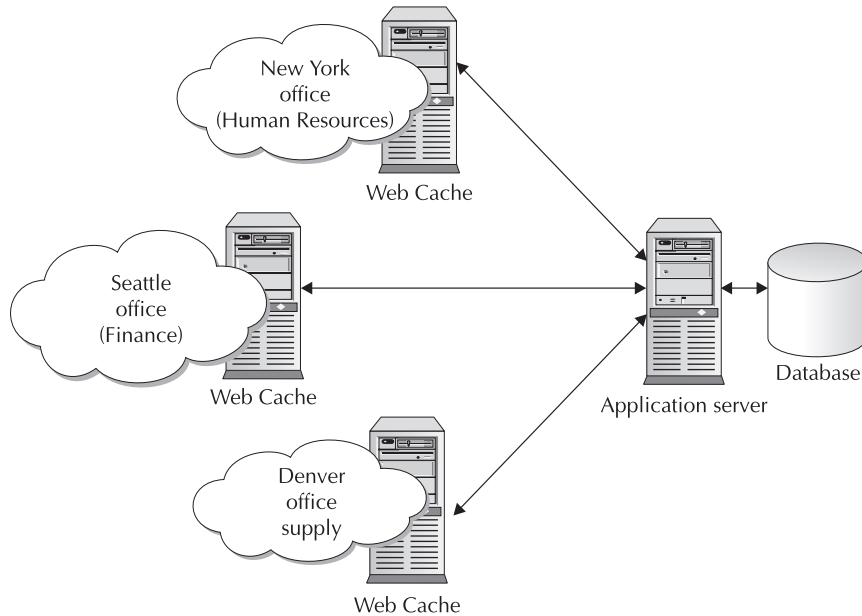 New York
office
(Human Resources)
Web Cache
Seattle
office
(Finance)
Web Cache
Application server
Database
Denver
office
supply
Web Cache